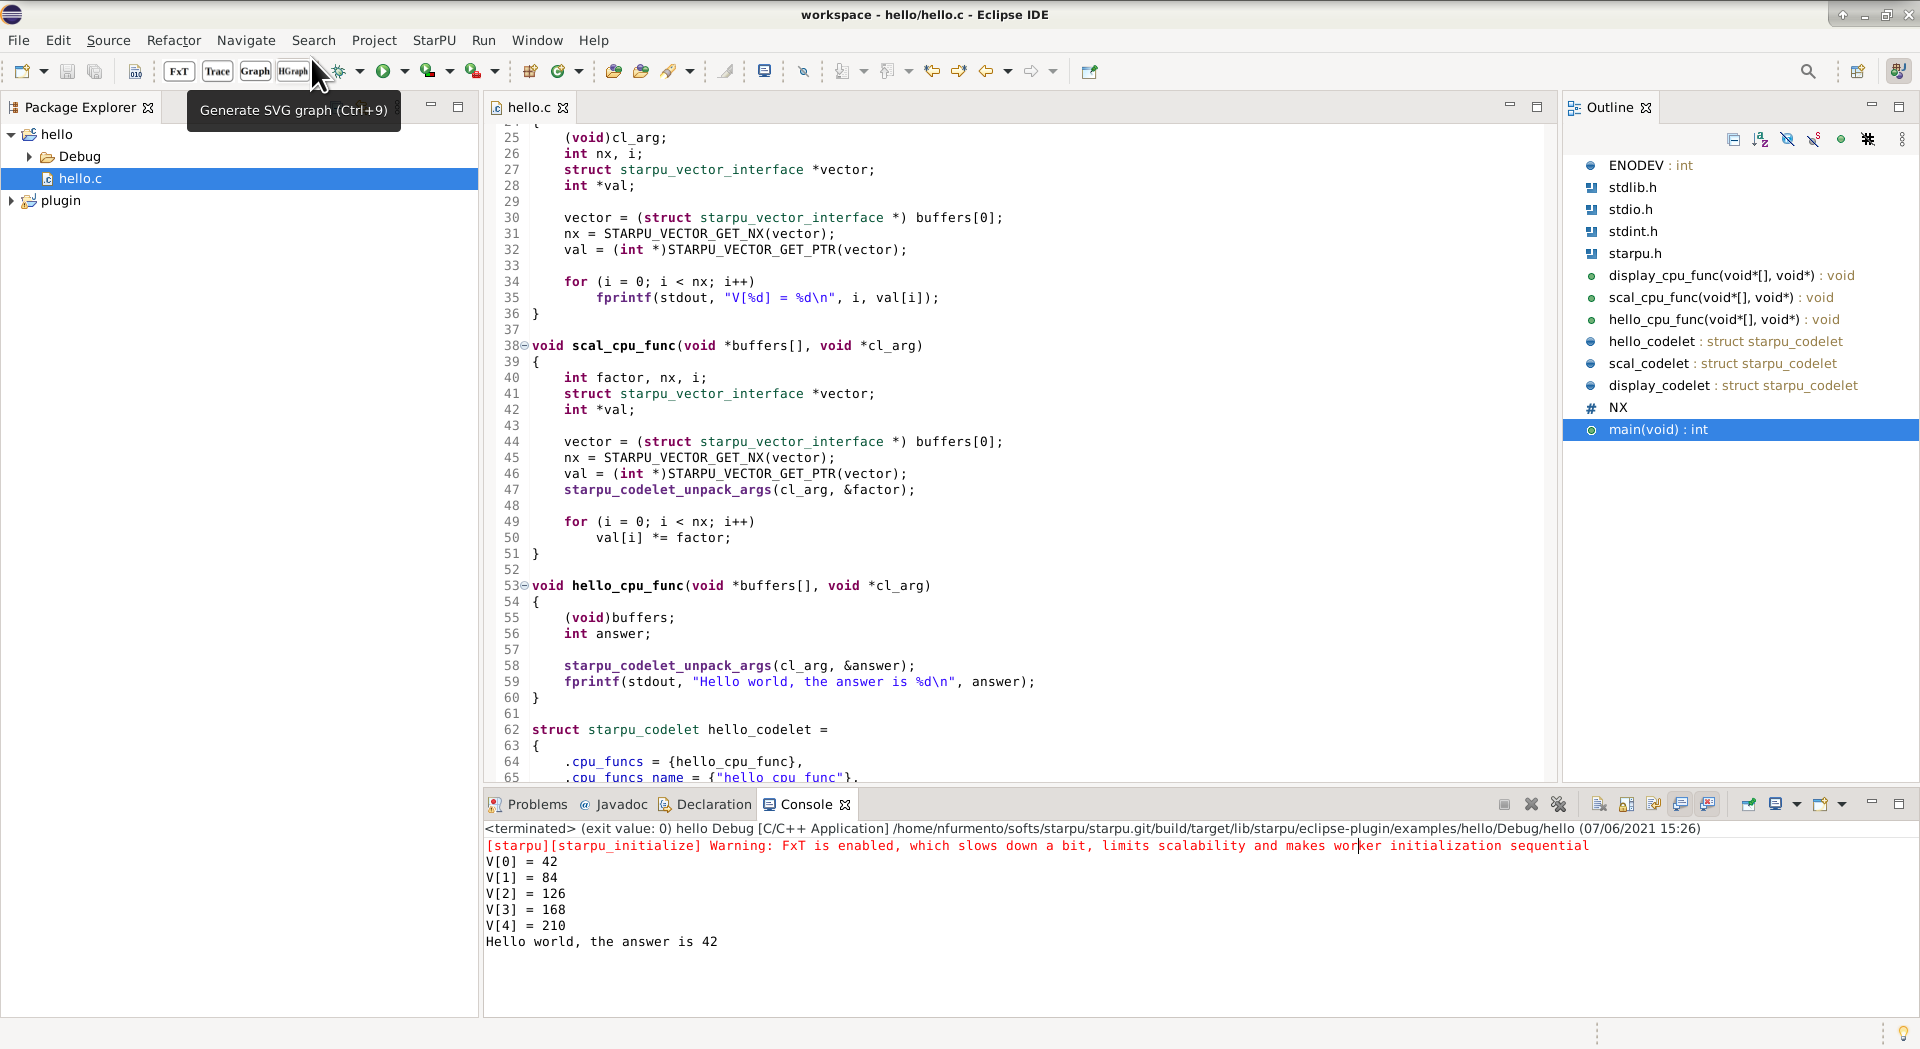 workspace - hello/hello.c - Eclipse IDE
File Edit Source Refactor Navigate Search Project StarPU Run Window Help
010 FxT Trace Graph HGraph
Generate SVG graph (Ctrl+9)
Package Explorer
hello
Debug
hello.c
plugin
hello.c
24 {
25     (void)cl_arg;
26     int nx, i;
27     struct starpu_vector_interface *vector;
28     int *val;
29
30     vector = (struct starpu_vector_interface *) buffers[0];
31     nx = STARPU_VECTOR_GET_NX(vector);
32     val = (int *)STARPU_VECTOR_GET_PTR(vector);
33
34     for (i = 0; i < nx; i++)
35         fprintf(stdout, "V[%d] = %d\n", i, val[i]);
36 }
37
38 void scal_cpu_func(void *buffers[], void *cl_arg)
39 {
40     int factor, nx, i;
41     struct starpu_vector_interface *vector;
42     int *val;
43
44     vector = (struct starpu_vector_interface *) buffers[0];
45     nx = STARPU_VECTOR_GET_NX(vector);
46     val = (int *)STARPU_VECTOR_GET_PTR(vector);
47     starpu_codelet_unpack_args(cl_arg, &factor);
48
49     for (i = 0; i < nx; i++)
50         val[i] *= factor;
51 }
52
53 void hello_cpu_func(void *buffers[], void *cl_arg)
54 {
55     (void)buffers;
56     int answer;
57
58     starpu_codelet_unpack_args(cl_arg, &answer);
59     fprintf(stdout, "Hello world, the answer is %d\n", answer);
60 }
61
62 struct starpu_codelet hello_codelet =
63 {
64     .cpu_funcs = {hello_cpu_func},
65     .cpu_funcs_name = {"hello_cpu_func"},
Outline
ENODEV : int
stdlib.h
stdio.h
stdint.h
starpu.h
display_cpu_func(void*[], void*) : void
scal_cpu_func(void*[], void*) : void
hello_cpu_func(void*[], void*) : void
hello_codelet : struct starpu_codelet
scal_codelet : struct starpu_codelet
display_codelet : struct starpu_codelet
# NX
main(void) : int
Problems @ Javadoc Declaration Console
<terminated> (exit value: 0) hello Debug [C/C++ Application] /home/nfurmento/softs/starpu/starpu.git/build/target/lib/starpu/eclipse-plugin/examples/hello/Debug/hello (07/06/2021 15:26)
[starpu][starpu_initialize] Warning: FxT is enabled, which slows down a bit, limits scalability and makes worker initialization sequential
V[0] = 42
V[1] = 84
V[2] = 126
V[3] = 168
V[4] = 210
Hello world, the answer is 42